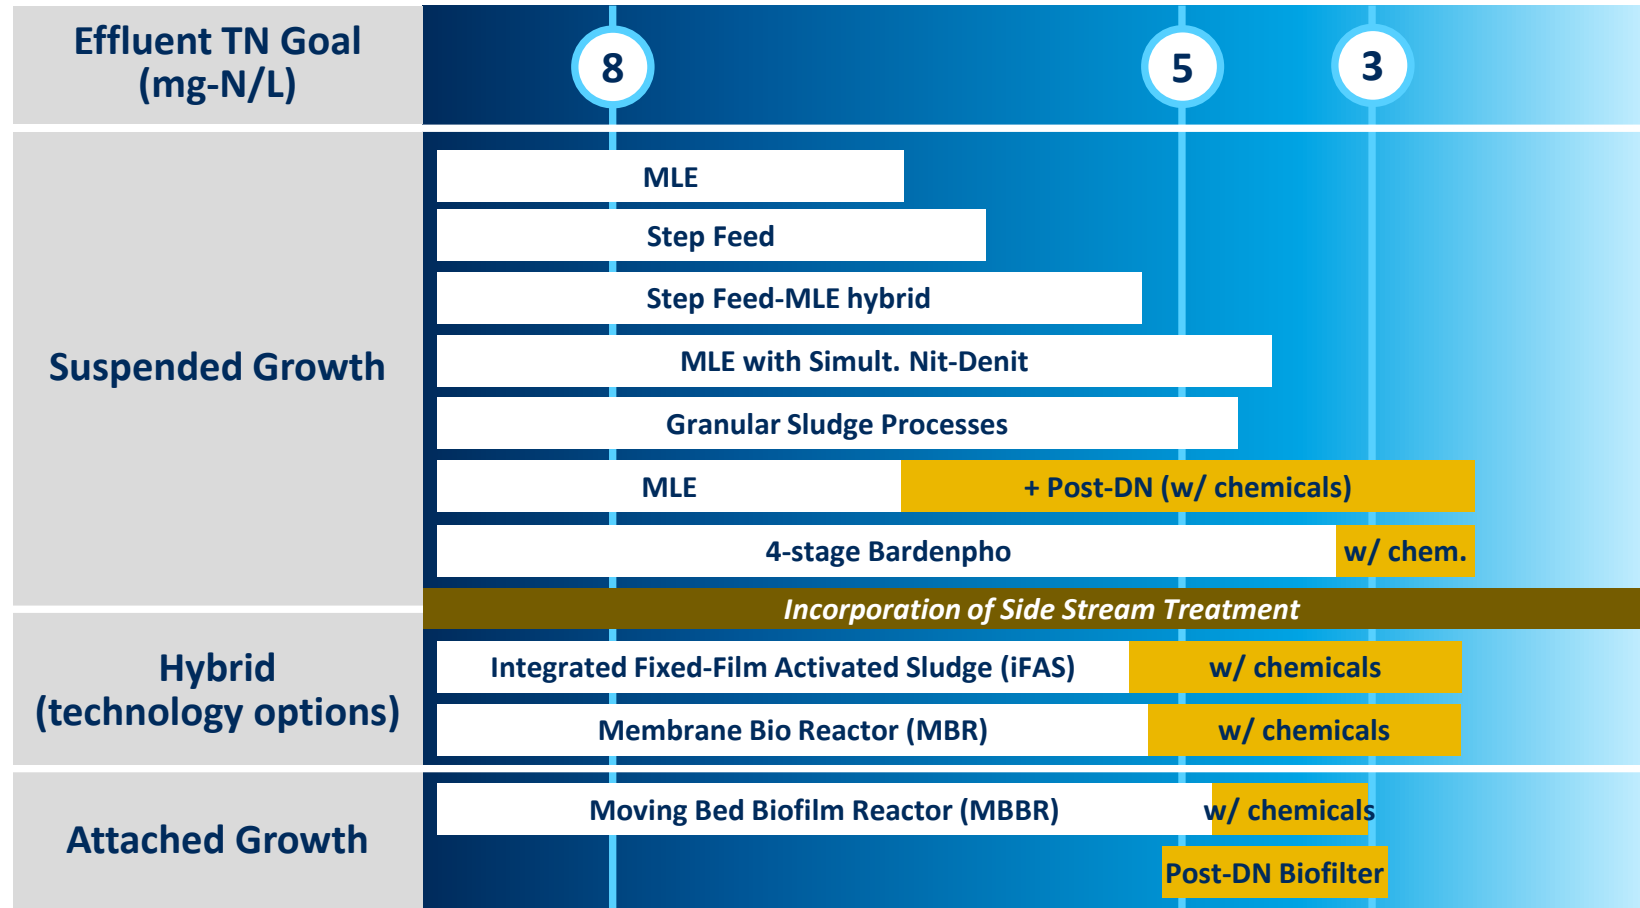 Effluent TN Goal
(mg-N/L)
8
5
3
Suspended Growth
MLE
Step Feed
Step Feed-MLE hybrid
MLE with Simult. Nit-Denit
Granular Sludge Processes
MLE
+ Post-DN (w/ chemicals)
4-stage Bardenpho
w/ chem.
Incorporation of Side Stream Treatment
Hybrid
(technology options)
Integrated Fixed-Film Activated Sludge (iFAS)
w/ chemicals
Membrane Bio Reactor (MBR)
w/ chemicals
Attached Growth
Moving Bed Biofilm Reactor (MBBR)
w/ chemicals
Post-DN Biofilter